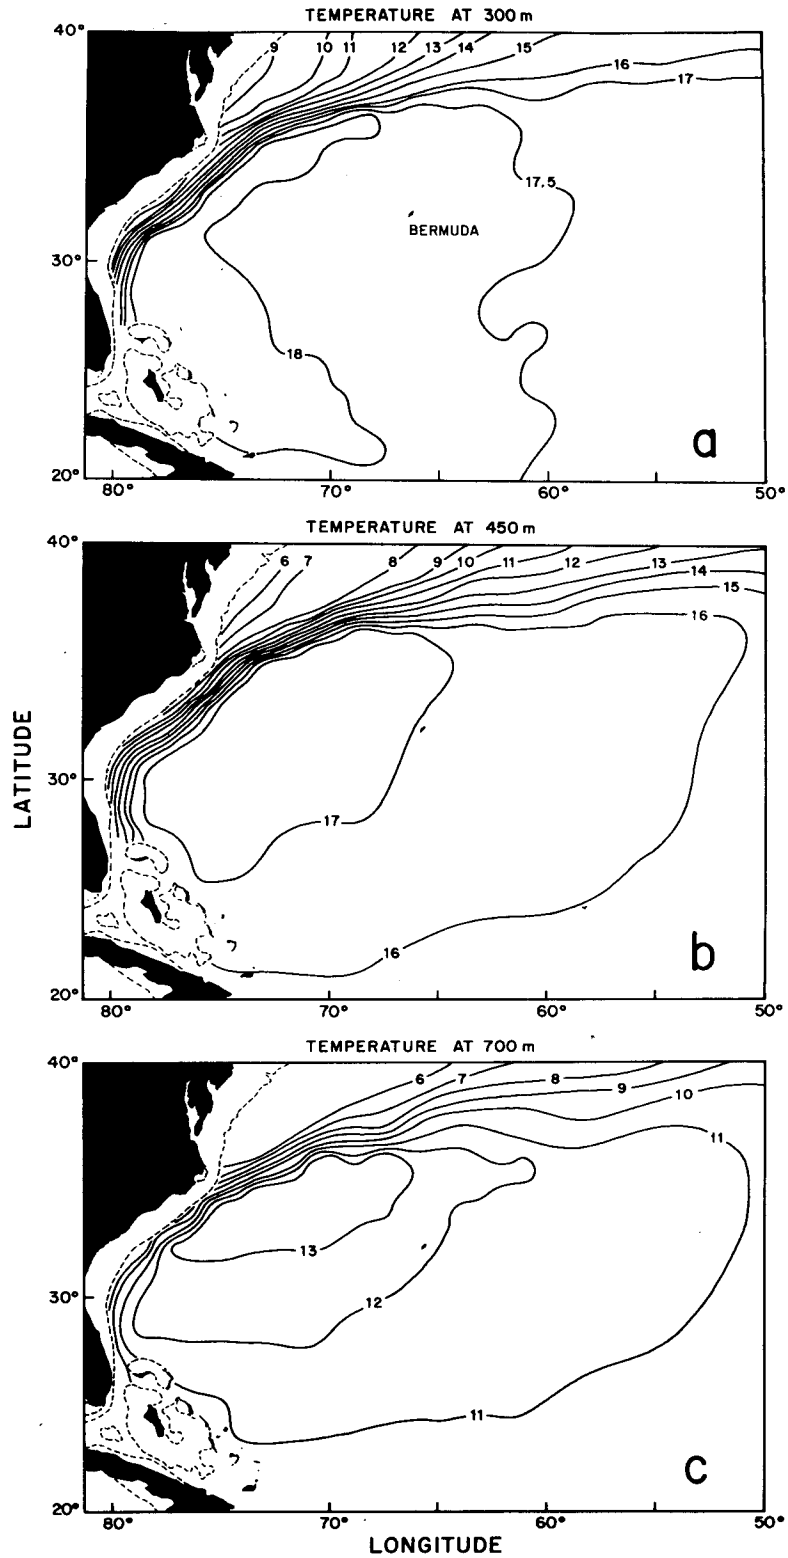 TEMPERATURE AT 300 m
40°
9 10 11 12 13 14 15
16
17
17.5
BERMUDA
30°
18
a
20°
80° 70° 60° 50°
TEMPERATURE AT 450 m
40°
6 7 8 9 10 11 12 13
14
15
16
LATITUDE
30°
17
16
b
20°
80° 70° 60° 50°
TEMPERATURE AT 700 m
40°
6 7 8
9
10
11
13
30°
12
11
c
20°
80° 70° 60° 50°
LONGITUDE